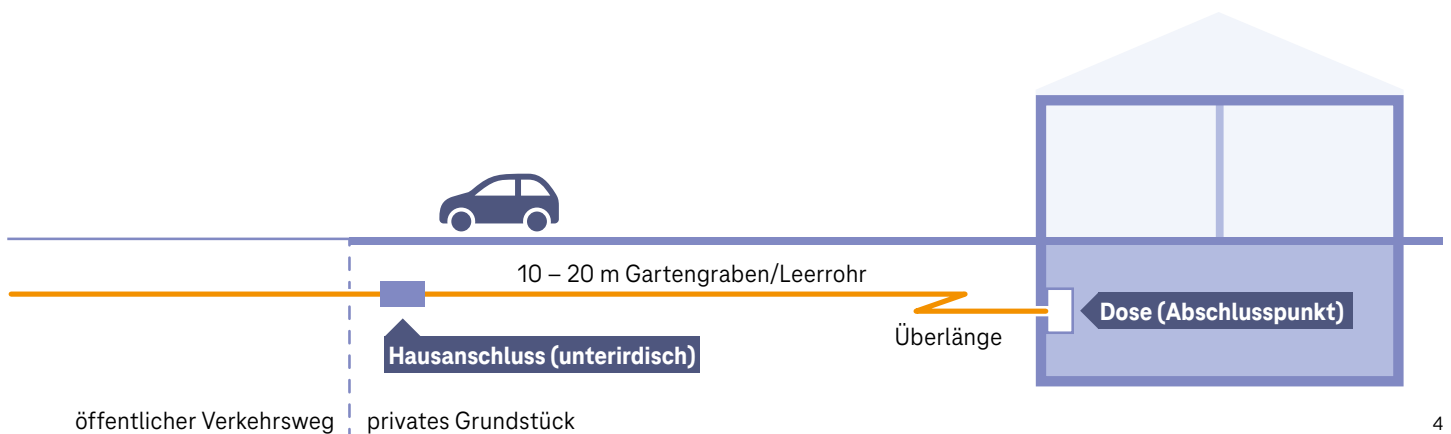 10 – 20 m Gartengraben/Leerrohr
Dose (Abschlusspunkt)
Überlänge
Hausanschluss (unterirdisch)
öffentlicher Verkehrsweg
privates Grundstück
4